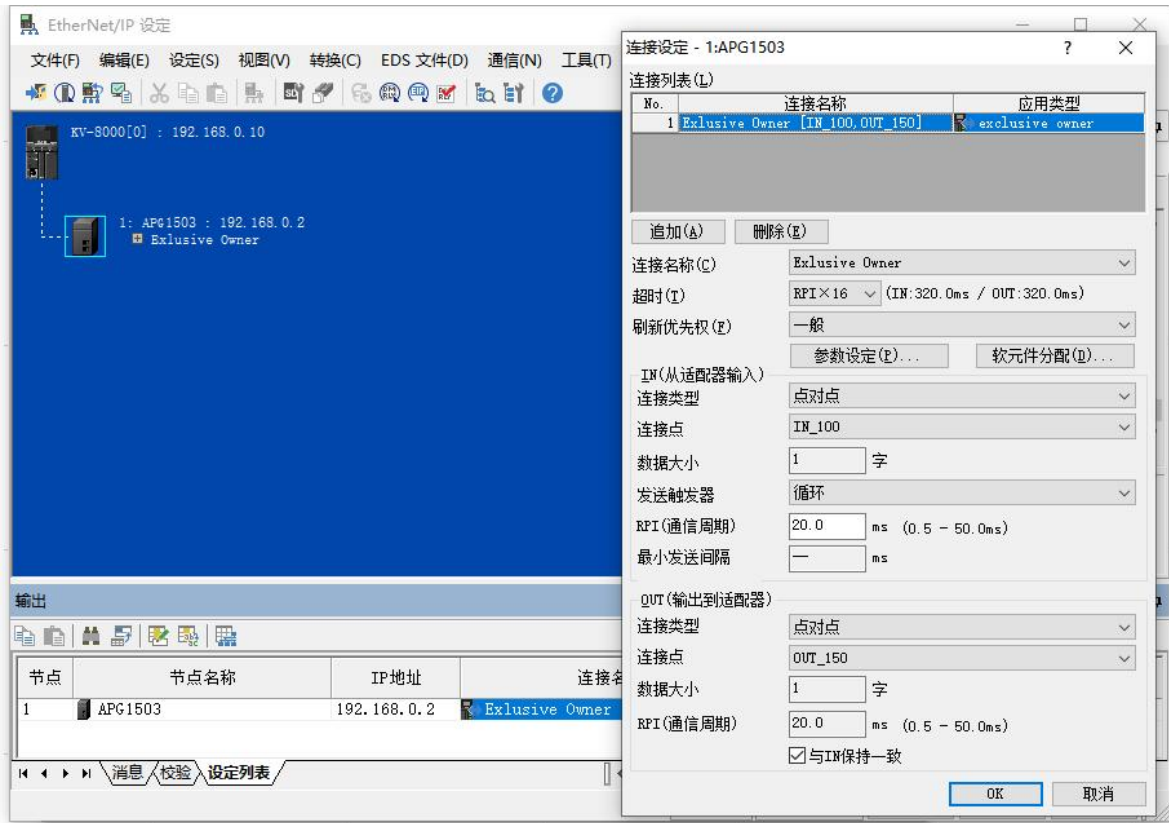 EtherNet/IP 设定
文件(F) 编辑(E) 设定(S) 视图(V) 转换(C) EDS 文件(D) 通信(N) 工具(T)
KV-8000[0] : 192.168.0.10
1: APG1503 : 192.168.0.2
Exlusive Owner
输出
节点 节点名称 IP地址 连接名
1 APG1503 192.168.0.2 Exlusive Owner
消息 校验 设定列表
连接设定 - 1:APG1503
连接列表(L)
No. 连接名称 应用类型
1 Exlusive Owner [IN_100,OUT_150] exclusive owner
追加(A) 删除(E)
连接名称(C) Exlusive Owner
超时(T) RPI×16 (IN:320.0ms / OUT:320.0ms)
刷新优先权(F) 一般
参数设定(P)... 软元件分配(D)...
IN(从适配器输入)
连接类型 点对点
连接点 IN_100
数据大小 1 字
发送触发器 循环
RPI(通信周期) 20.0 ms (0.5 - 50.0ms)
最小发送间隔 — ms
OUT(输出到适配器)
连接类型 点对点
连接点 OUT_150
数据大小 1 字
RPI(通信周期) 20.0 ms (0.5 - 50.0ms)
与IN保持一致
OK 取消